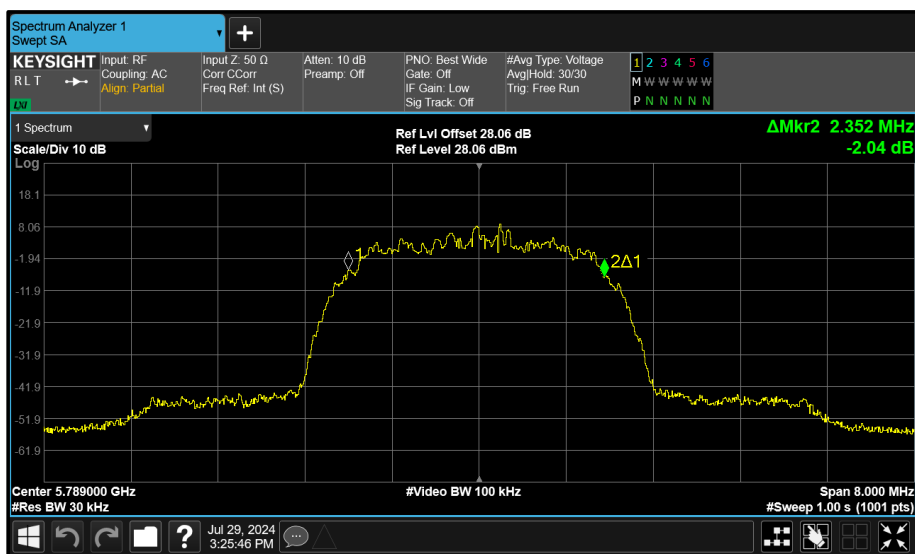 Spectrum Analyzer 1
Swept SA
+
KEYSIGHT
R L T
LXI
Input: RF
Coupling: AC
Align: Partial
Input Z: 50 Ω
Corr CCorr
Freq Ref: Int (S)
Atten: 10 dB
Preamp: Off
PNO: Best Wide
Gate: Off
IF Gain: Low
Sig Track: Off
#Avg Type: Voltage
Avg|Hold: 30/30
Trig: Free Run
1 2 3 4 5 6
M W W W W W W
P N N N N N
1 Spectrum
Scale/Div 10 dB
Log
Ref Lvl Offset 28.06 dB
Ref Level 28.06 dBm
ΔMkr2 2.352 MHz
-2.04 dB
18.1
8.06
-1.94
-11.9
-21.9
-31.9
-41.9
-51.9
-61.9
1
2Δ1
Center 5.789000 GHz
#Res BW 30 kHz
#Video BW 100 kHz
Span 8.000 MHz
#Sweep 1.00 s (1001 pts)
?
Jul 29, 2024
3:25:46 PM